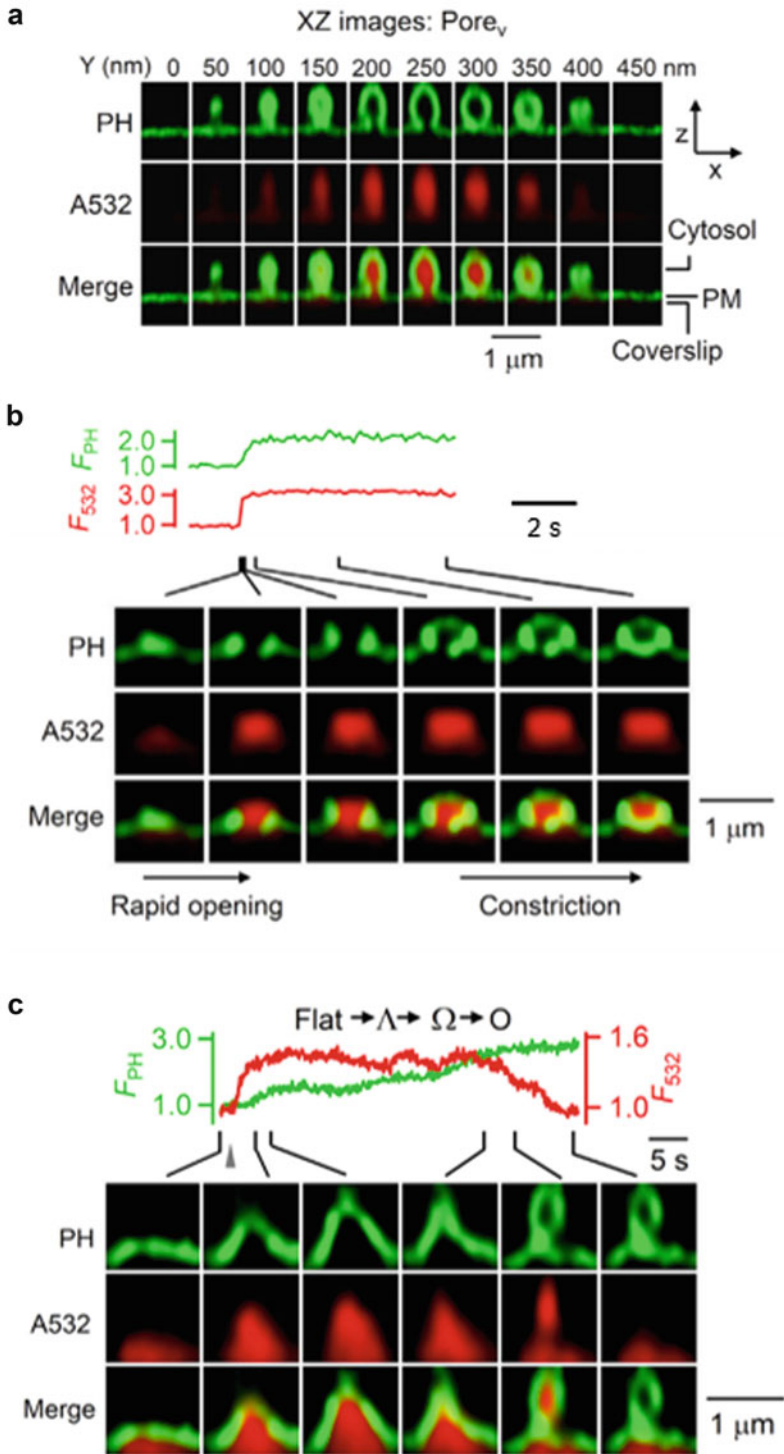 a
XZ images: Poreᵥ
Y (nm) 0 50 100 150 200 250 300 350 400 450 nm
PH
z
x
A532
Cytosol
Merge
PM
Coverslip
1 μm
b
F_PH
2.0
1.0
F_532
3.0
1.0
2 s
PH
A532
Merge
1 μm
Rapid opening
Constriction
c
Flat → Λ → Ω → O
F_PH
3.0
1.0
1.6
1.0
F_532
5 s
PH
A532
Merge
1 μm